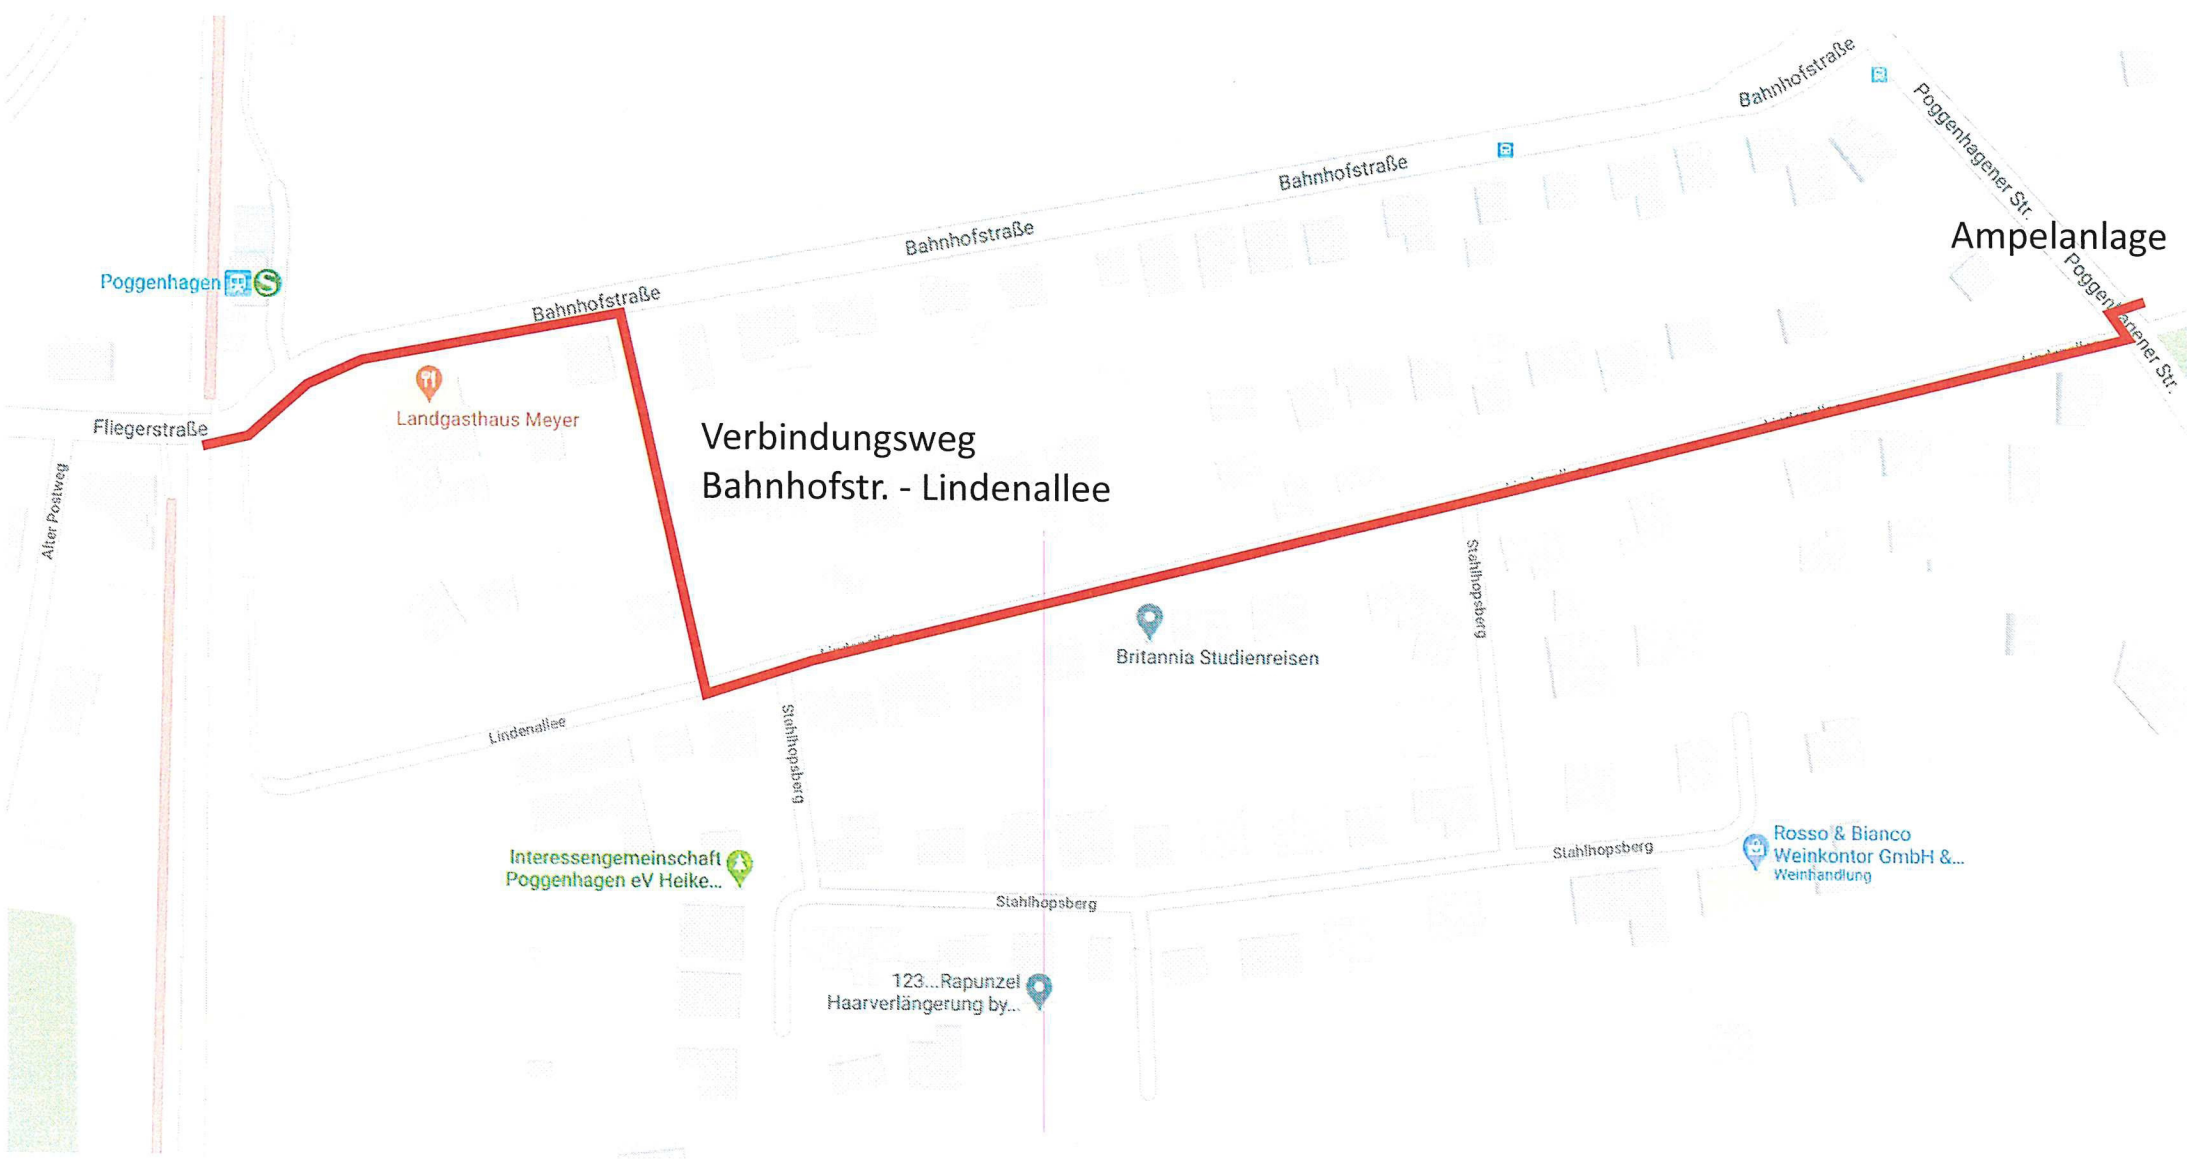 Bahnhofstraße
Poggenhagener Str.
Bahnhofstraße
Ampelanlage
Bahnhofstraße
Poggenhagen
S
Bahnhofstraße
Landgasthaus Meyer
Fliegerstraße
Alter Postweg
Verbindungsweg
Bahnhofstr. - Lindenallee
Stahlhopsberg
Britannia Studienreisen
Lindenallee
Stahlhopsberg
Interessengemeinschaft
Poggenhagen eV Heike...
Stahlhopsberg
Rosso & Bianco
Weinkontor GmbH &...
Weinhandlung
Stahlhopsberg
123...Rapunzel
Haarverlängerung by...